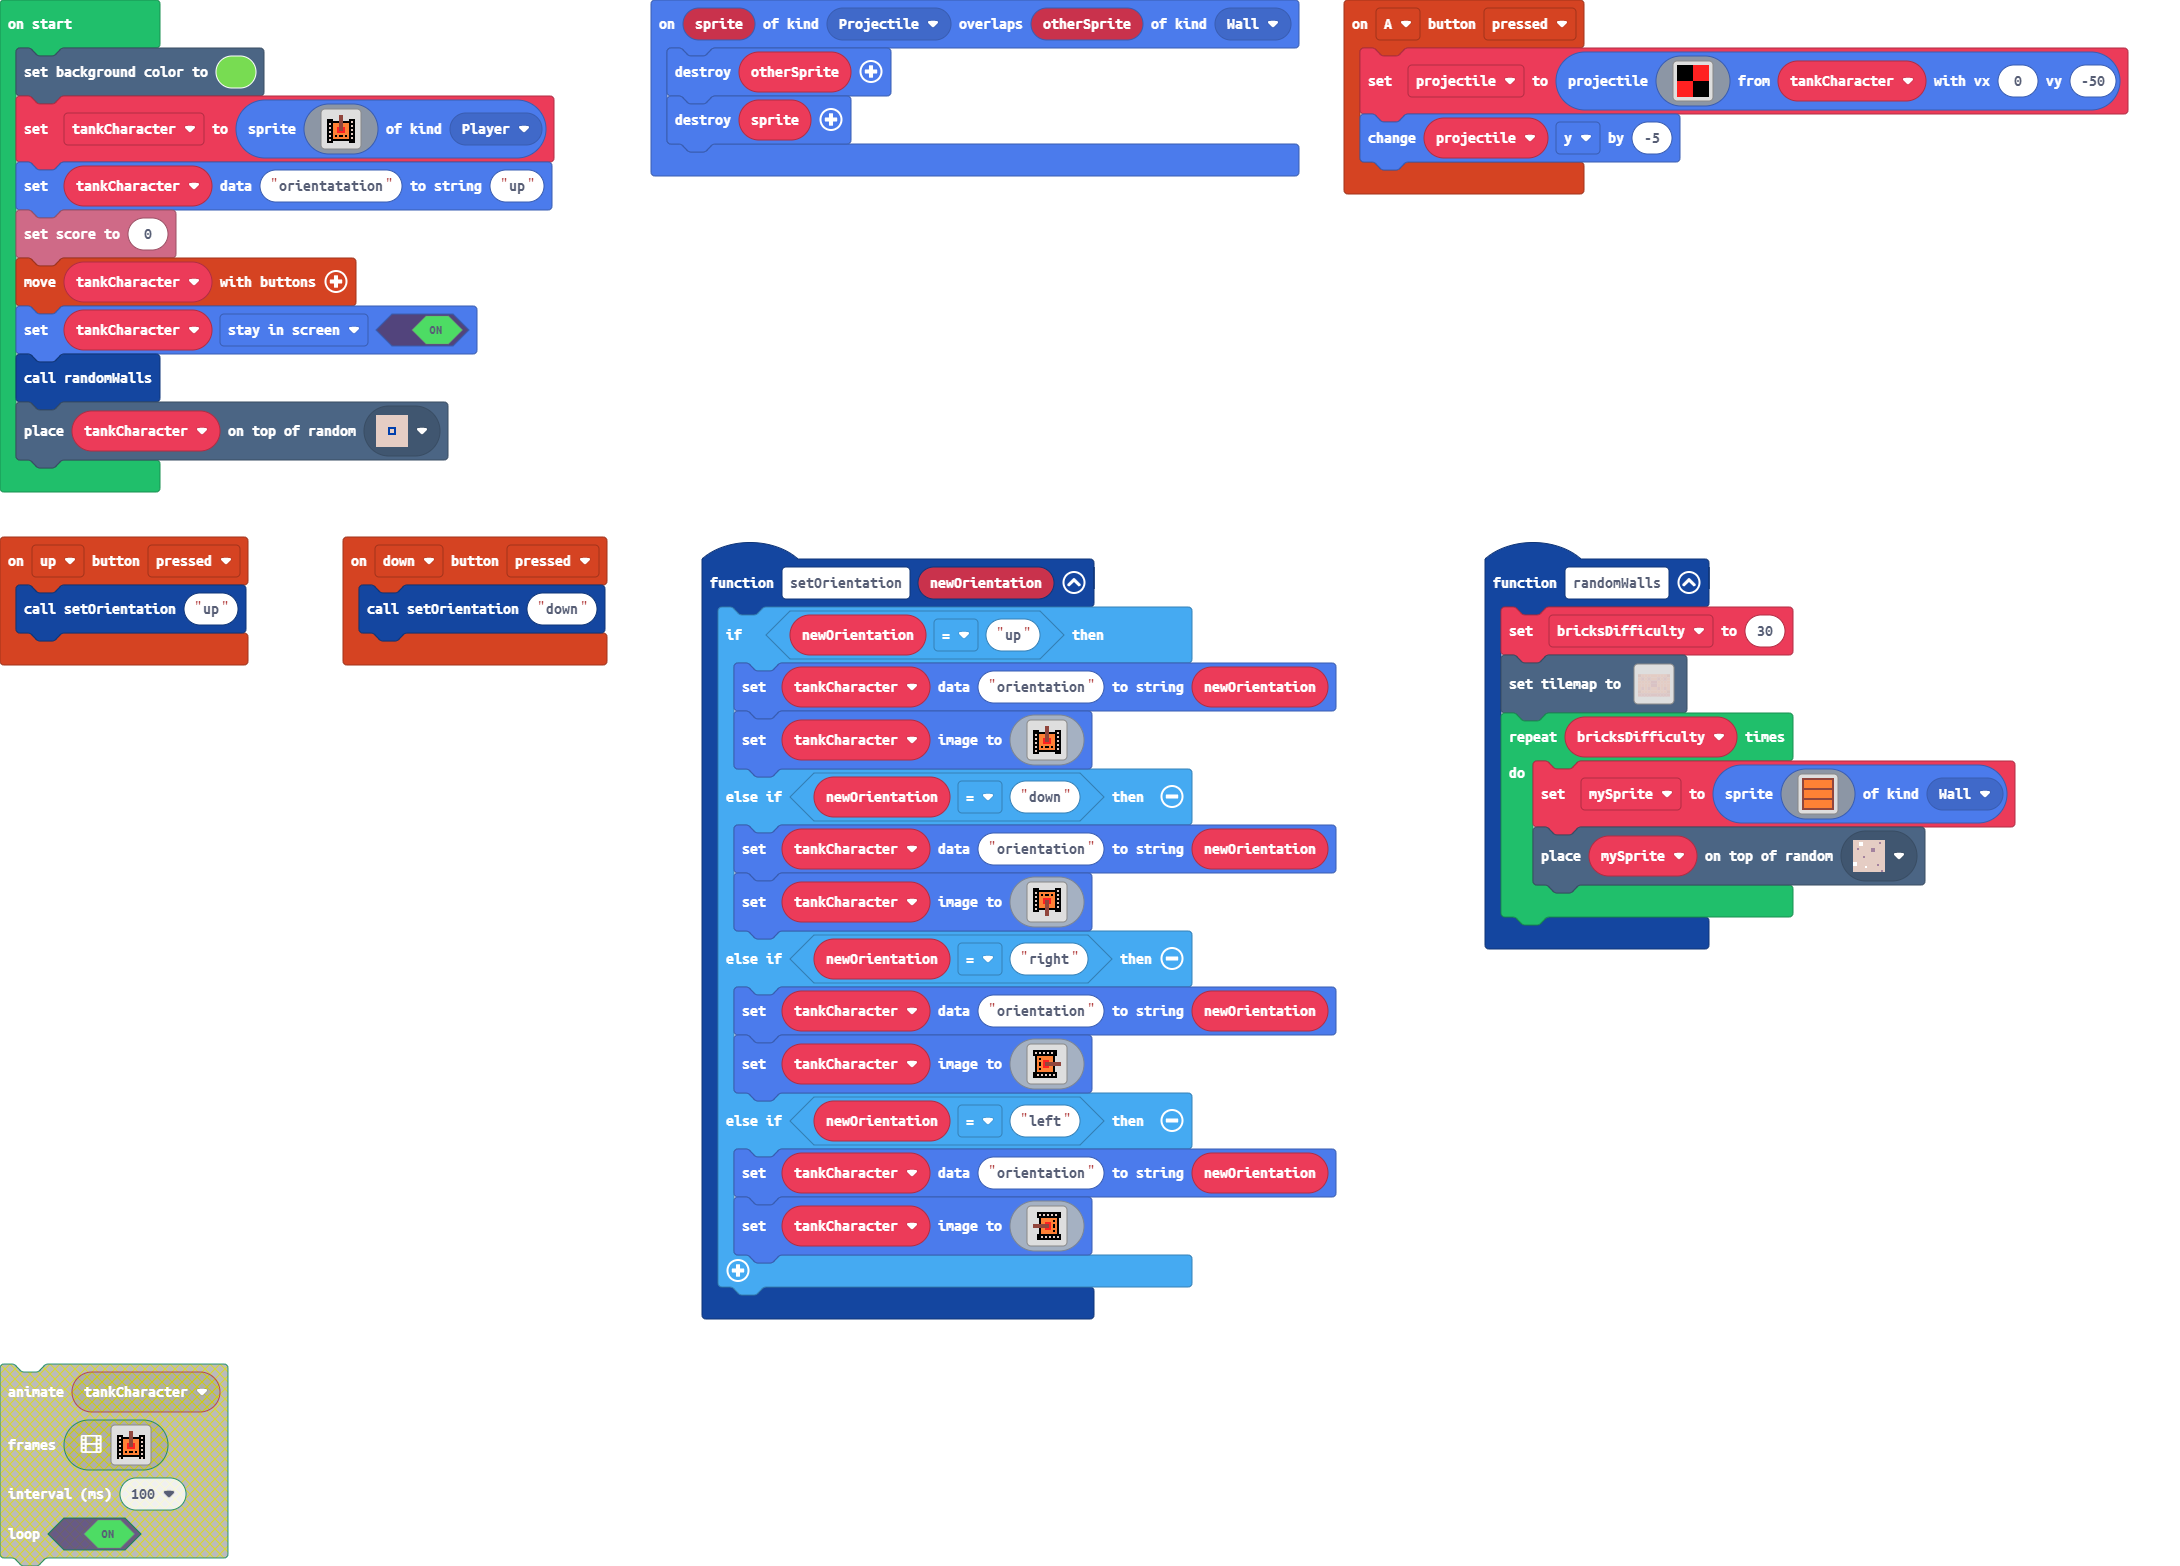 on start
set background color to
set tankCharacter to sprite of kind Player
set tankCharacter data "orientatation" to string "up"
set score to 0
move tankCharacter with buttons
set tankCharacter stay in screen ON
call randomWalls
place tankCharacter on top of random
on sprite of kind Projectile overlaps otherSprite of kind Wall
destroy otherSprite
destroy sprite
on A button pressed
set projectile to projectile from tankCharacter with vx 0 vy -50
change projectile y by -5
on up button pressed
call setOrientation "up"
on down button pressed
call setOrientation "down"
function setOrientation newOrientation
if newOrientation = "up" then
set tankCharacter data "orientation" to string newOrientation
set tankCharacter image to
else if newOrientation = "down" then
set tankCharacter data "orientation" to string newOrientation
set tankCharacter image to
else if newOrientation = "right" then
set tankCharacter data "orientation" to string newOrientation
set tankCharacter image to
else if newOrientation = "left" then
set tankCharacter data "orientation" to string newOrientation
set tankCharacter image to
function randomWalls
set bricksDifficulty to 30
set tilemap to
repeat bricksDifficulty times
do
set mySprite to sprite of kind Wall
place mySprite on top of random
animate tankCharacter
frames
interval (ms) 100
loop ON